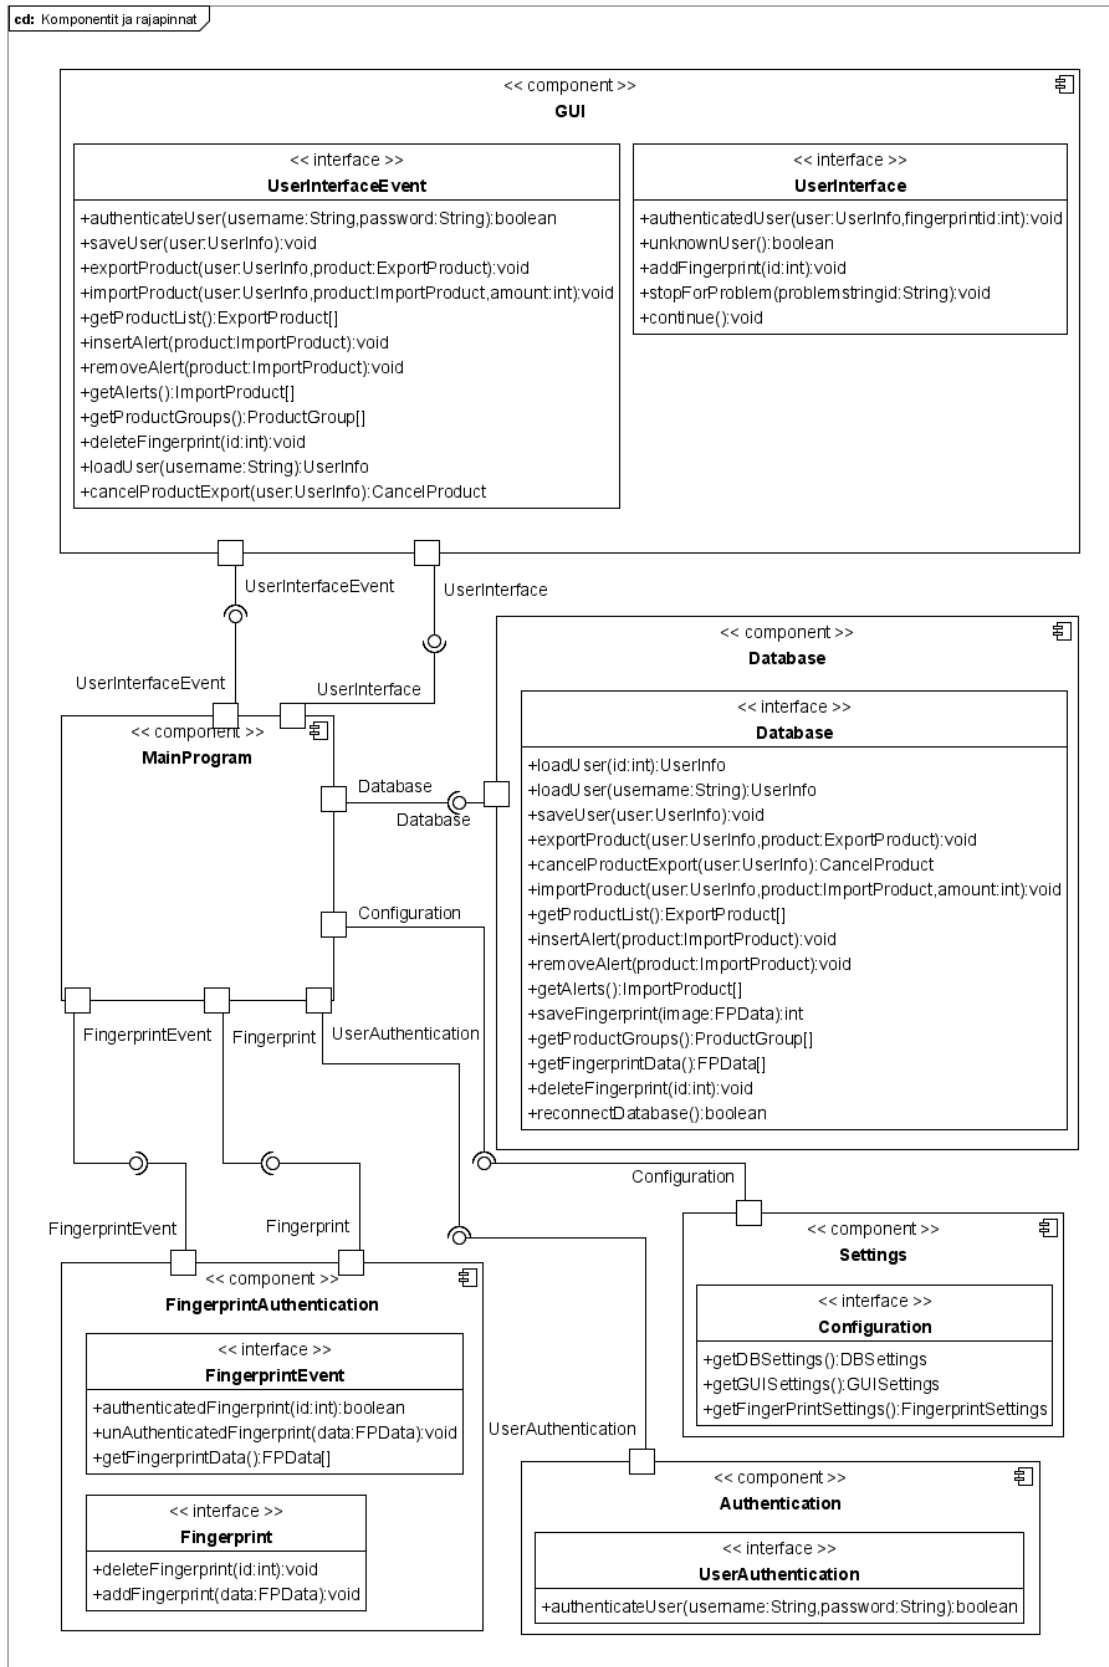 cd: Komponentit ja rajapinnat
<< component >>
GUI
<< interface >>
UserInterfaceEvent
+authenticateUser(username:String,password:String):boolean
+saveUser(user:UserInfo):void
+exportProduct(user:UserInfo,product:ExportProduct):void
+importProduct(user:UserInfo,product:ImportProduct,amount:int):void
+getProductList():ExportProduct[]
+insertAlert(product:ImportProduct):void
+removeAlert(product:ImportProduct):void
+getAlerts():ImportProduct[]
+getProductGroups():ProductGroup[]
+deleteFingerprint(id:int):void
+loadUser(username:String):UserInfo
+cancelProductExport(user:UserInfo):CancelProduct
<< interface >>
UserInterface
+authenticatedUser(user:UserInfo,fingerprintid:int):void
+unknownUser():boolean
+addFingerprint(id:int):void
+stopForProblem(problemstringid:String):void
+continue():void
UserInterfaceEvent
UserInterface
UserInterfaceEvent
UserInterface
<< component >>
MainProgram
Database
Database
Configuration
FingerprintEvent
Fingerprint
UserAuthentication
<< component >>
Database
<< interface >>
Database
+loadUser(id:int):UserInfo
+loadUser(username:String):UserInfo
+saveUser(user:UserInfo):void
+exportProduct(user:UserInfo,product:ExportProduct):void
+cancelProductExport(user:UserInfo):CancelProduct
+importProduct(user:UserInfo,product:ImportProduct,amount:int):void
+getProductList():ExportProduct[]
+insertAlert(product:ImportProduct):void
+removeAlert(product:ImportProduct):void
+getAlerts():ImportProduct[]
+saveFingerprint(image:FPData):int
+getProductGroups():ProductGroup[]
+getFingerprintData():FPData[]
+deleteFingerprint(id:int):void
+reconnectDatabase():boolean
Configuration
FingerprintEvent
Fingerprint
<< component >>
Settings
<< interface >>
Configuration
+getDBSettings():DBSettings
+getGUISettings():GUISettings
+getFingerPrintSettings():FingerprintSettings
<< component >>
FingerprintAuthentication
<< interface >>
FingerprintEvent
+authenticatedFingerprint(id:int):boolean
+unAuthenticatedFingerprint(data:FPData):void
+getFingerprintData():FPData[]
<< interface >>
Fingerprint
+deleteFingerprint(id:int):void
+addFingerprint(data:FPData):void
UserAuthentication
<< component >>
Authentication
<< interface >>
UserAuthentication
+authenticateUser(username:String,password:String):boolean